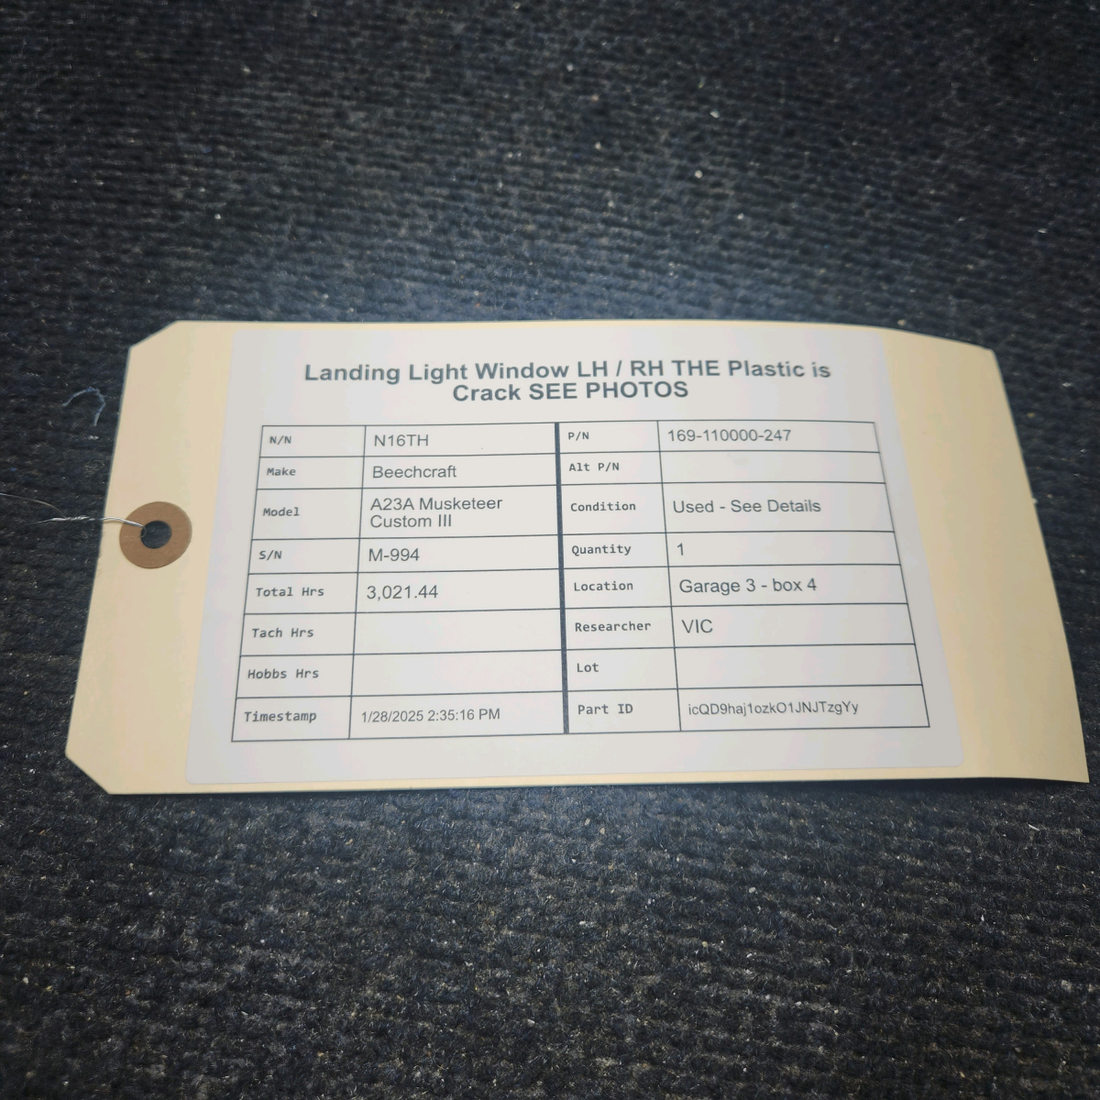 Landing Light Window LH / RH THE Plastic is
Crack SEE PHOTOS
N/N N16TH P/N 169-110000-247
Make Beechcraft Alt P/N
Model A23A Musketeer Custom III Condition Used - See Details
S/N M-994 Quantity 1
Total Hrs 3,021.44 Location Garage 3 - box 4
Tach Hrs Researcher VIC
Hobbs Hrs Lot
Timestamp 1/28/2025 2:35:16 PM Part ID icQD9haj1ozkO1JNJTzgYy